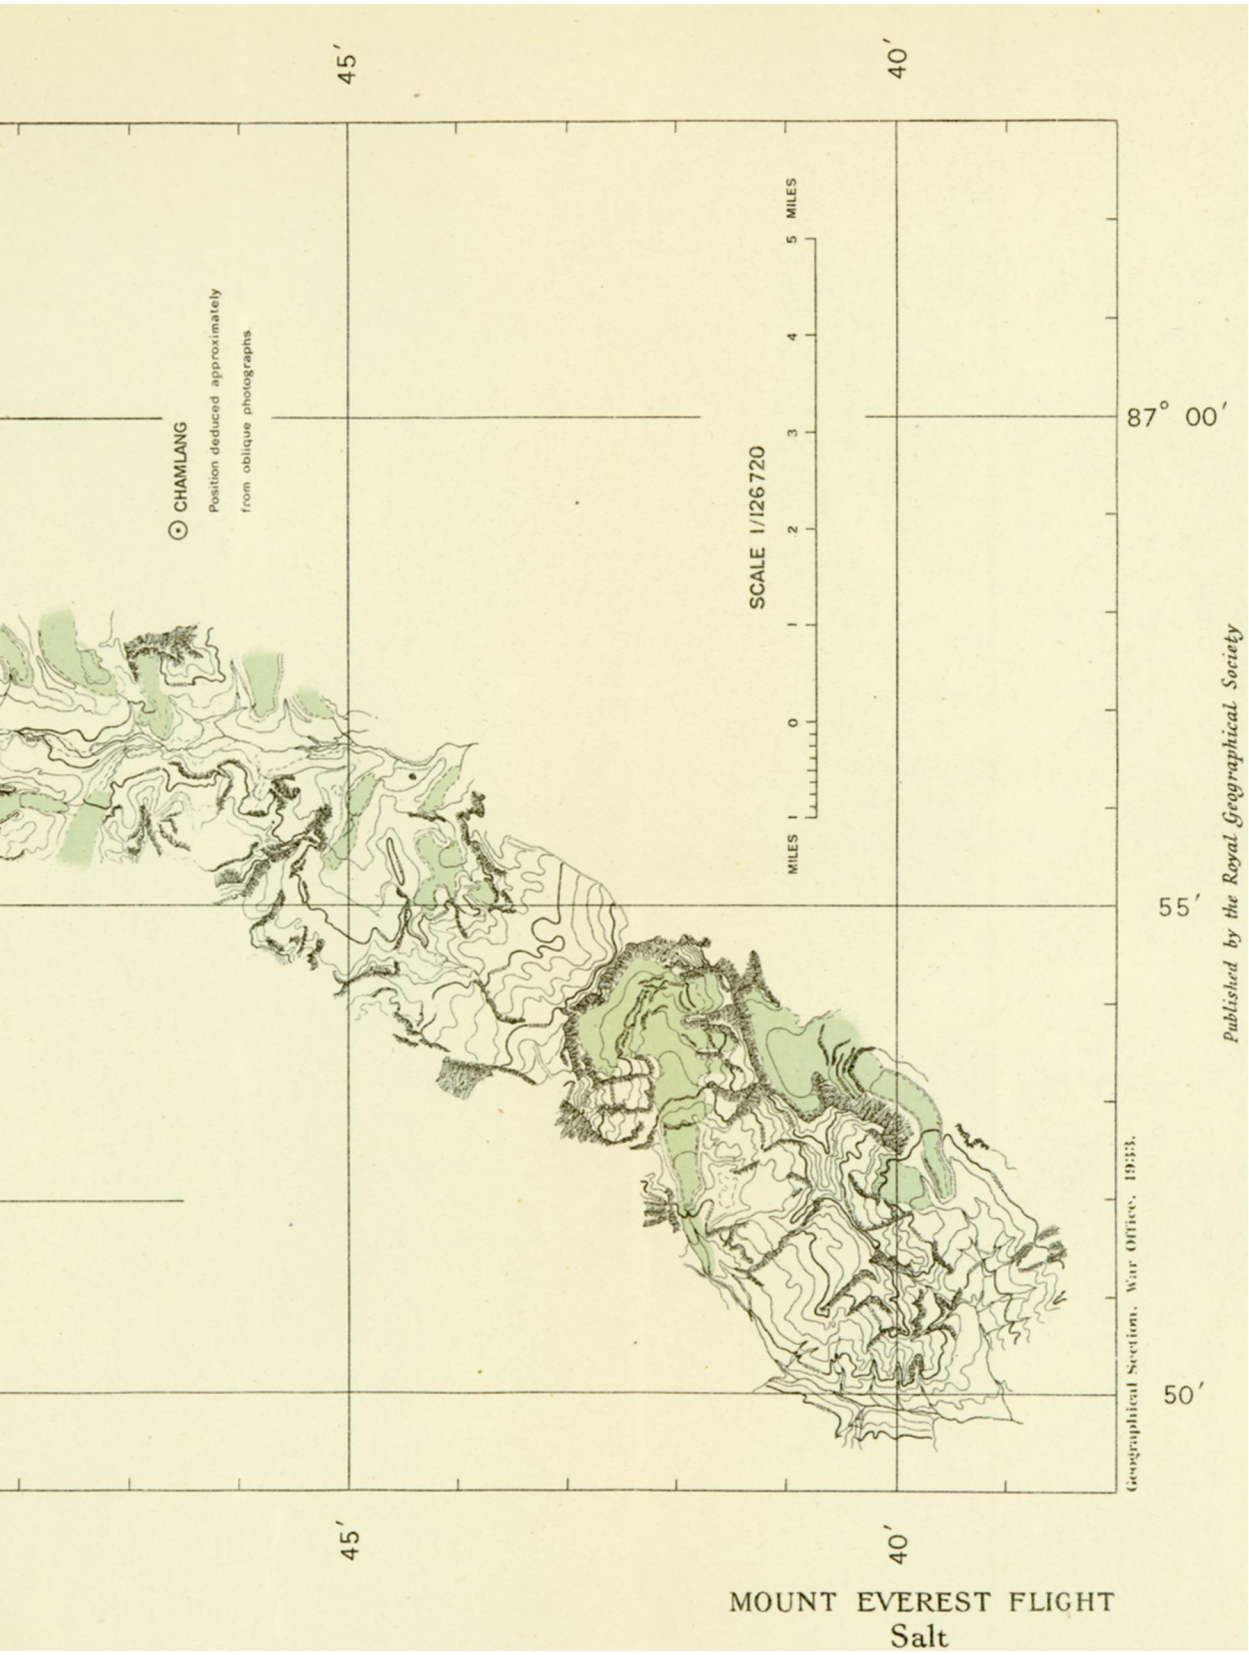 45′
40′
⊙ CHAMLANG
Position deduced approximately
from oblique photographs
SCALE 1/126720
MILES 1 0 1 2 3 4 5 MILES
87° 00′
55′
50′
Geographical Section. War Office. 1933.
Published by the Royal Geographical Society
45′
40′
MOUNT EVEREST FLIGHT
Salt